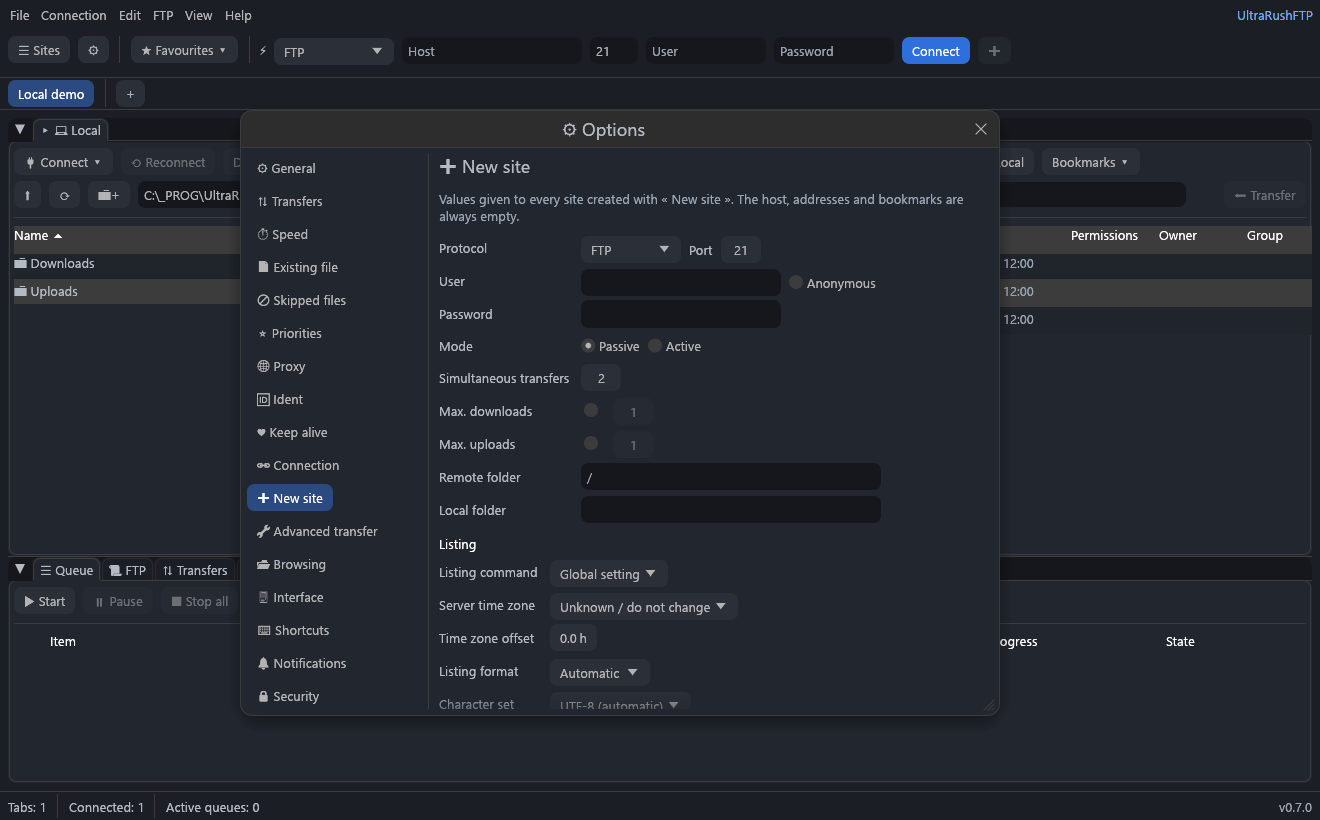 File Connection Edit FTP View Help UltraRushFTP
Sites Favourites FTP Host 21 User Password Connect +
Local demo +
Local
Connect Reconnect D ocal Bookmarks
C:\_PROG\UltraR Transfer
Name Permissions Owner Group
Downloads 12:00
Uploads 12:00
12:00
Options
General
Transfers
Speed
Existing file
Skipped files
Priorities
Proxy
Ident
Keep alive
Connection
New site
Advanced transfer
Browsing
Interface
Shortcuts
Notifications
Security
New site
Values given to every site created with « New site ». The host, addresses and bookmarks are
always empty.
Protocol FTP Port 21
User Anonymous
Password
Mode Passive Active
Simultaneous transfers 2
Max. downloads 1
Max. uploads 1
Remote folder /
Local folder
Listing
Listing command Global setting
Server time zone Unknown / do not change
Time zone offset 0.0 h
Listing format Automatic
Character set UTF-8 (automatic)
Queue FTP Transfers
Start Pause Stop all
Item ogress State
Tabs: 1 Connected: 1 Active queues: 0 v0.7.0